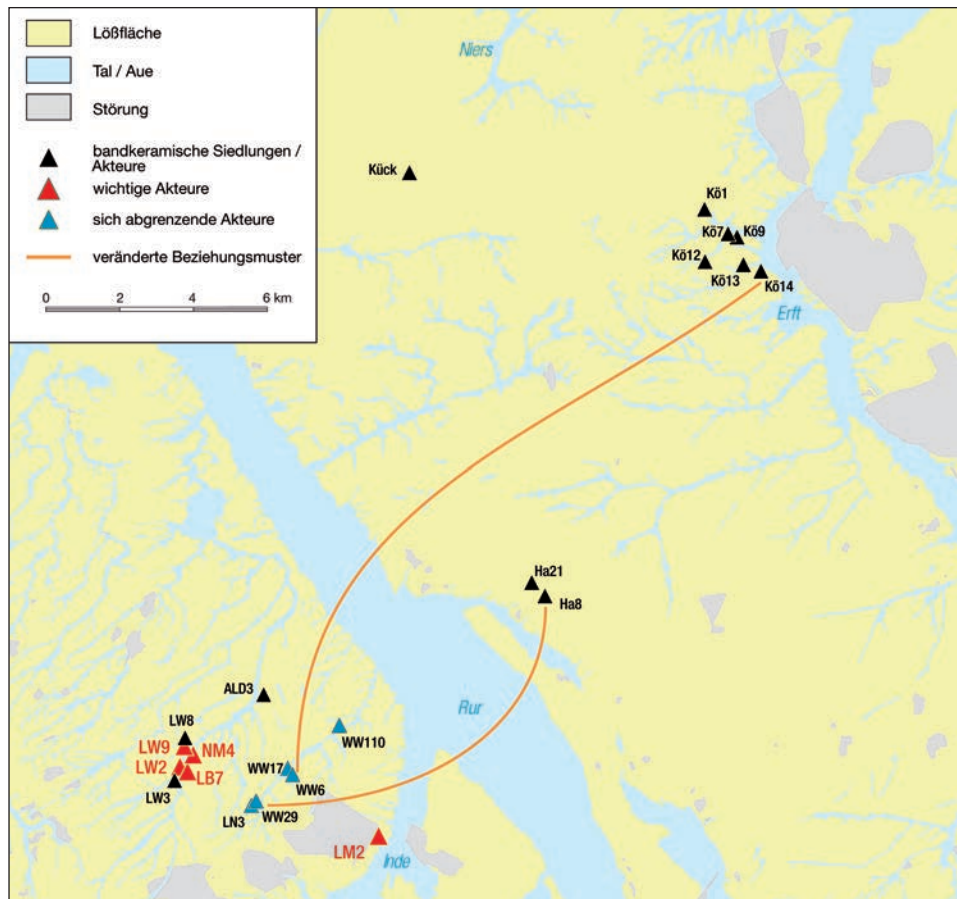 Lößfläche
Tal / Aue
Störung
bandkeramische Siedlungen /
Akteure
wichtige Akteure
sich abgrenzende Akteure
veränderte Beziehungsmuster
0 2 4 6 km
Niers
Kück
Kö1
Kö7
Kö9
Kö12
Kö13
Kö14
Erft
Ha21
Ha8
ALD3
Rur
LW8
WW110
LW9
NM4
LW2
LB7
WW17
WW6
LW3
LN3
WW29
LM2
Inde